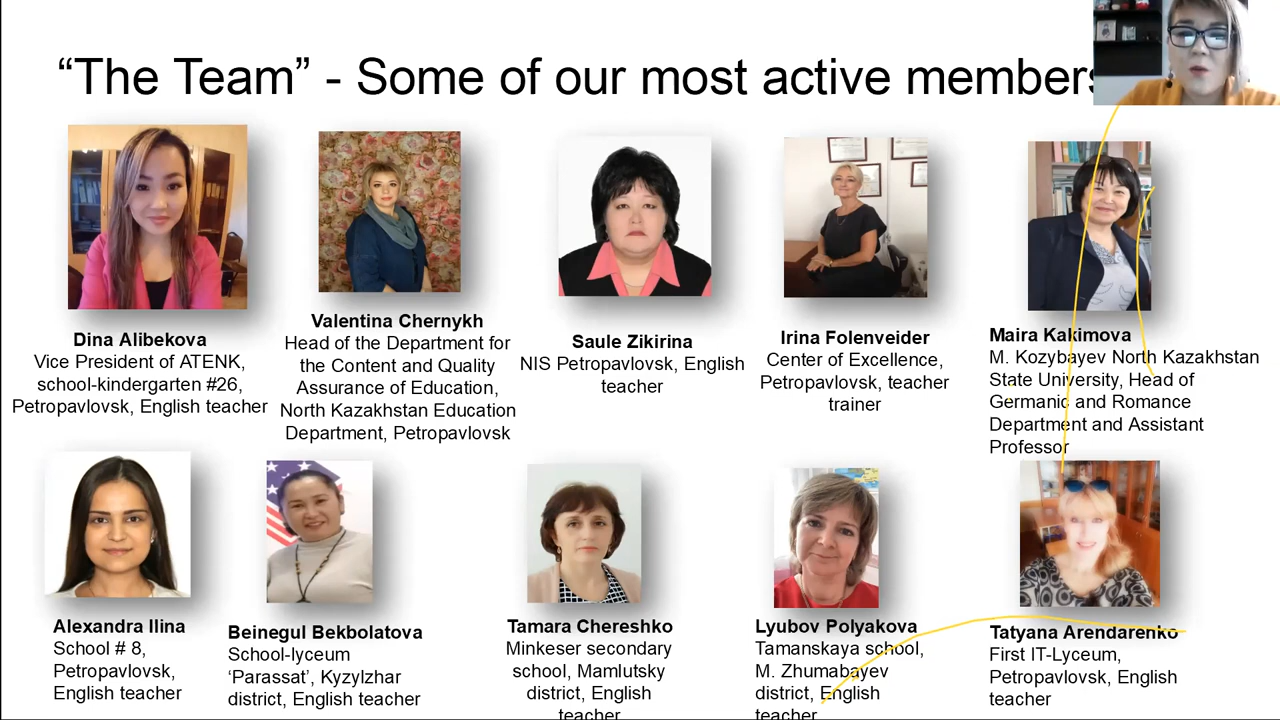 “The Team” - Some of our most active members
Dina Alibekova
Vice President of ATENK,
school-kindergarten #26,
Petropavlovsk, English teacher
Valentina Chernykh
Head of the Department for
the Content and Quality
Assurance of Education,
North Kazakhstan Education
Department, Petropavlovsk
Saule Zikirina
NIS Petropavlovsk, English
teacher
Irina Folenveider
Center of Excellence,
Petropavlovsk, teacher
trainer
Maira Kakimova
M. Kozybayev North Kazakhstan
State University, Head of
Germanic and Romance
Department and Assistant
Professor
Alexandra Ilina
School # 8,
Petropavlovsk,
English teacher
Beinegul Bekbolatova
School-lyceum
‘Parassat’, Kyzylzhar
district, English teacher
Tamara Chereshko
Minkeser secondary
school, Mamlutsky
district, English
teacher
Lyubov Polyakova
Tamanskaya school,
M. Zhumabayev
district, English
teacher
Tatyana Arendarenko
First IT-Lyceum,
Petropavlovsk, English
teacher